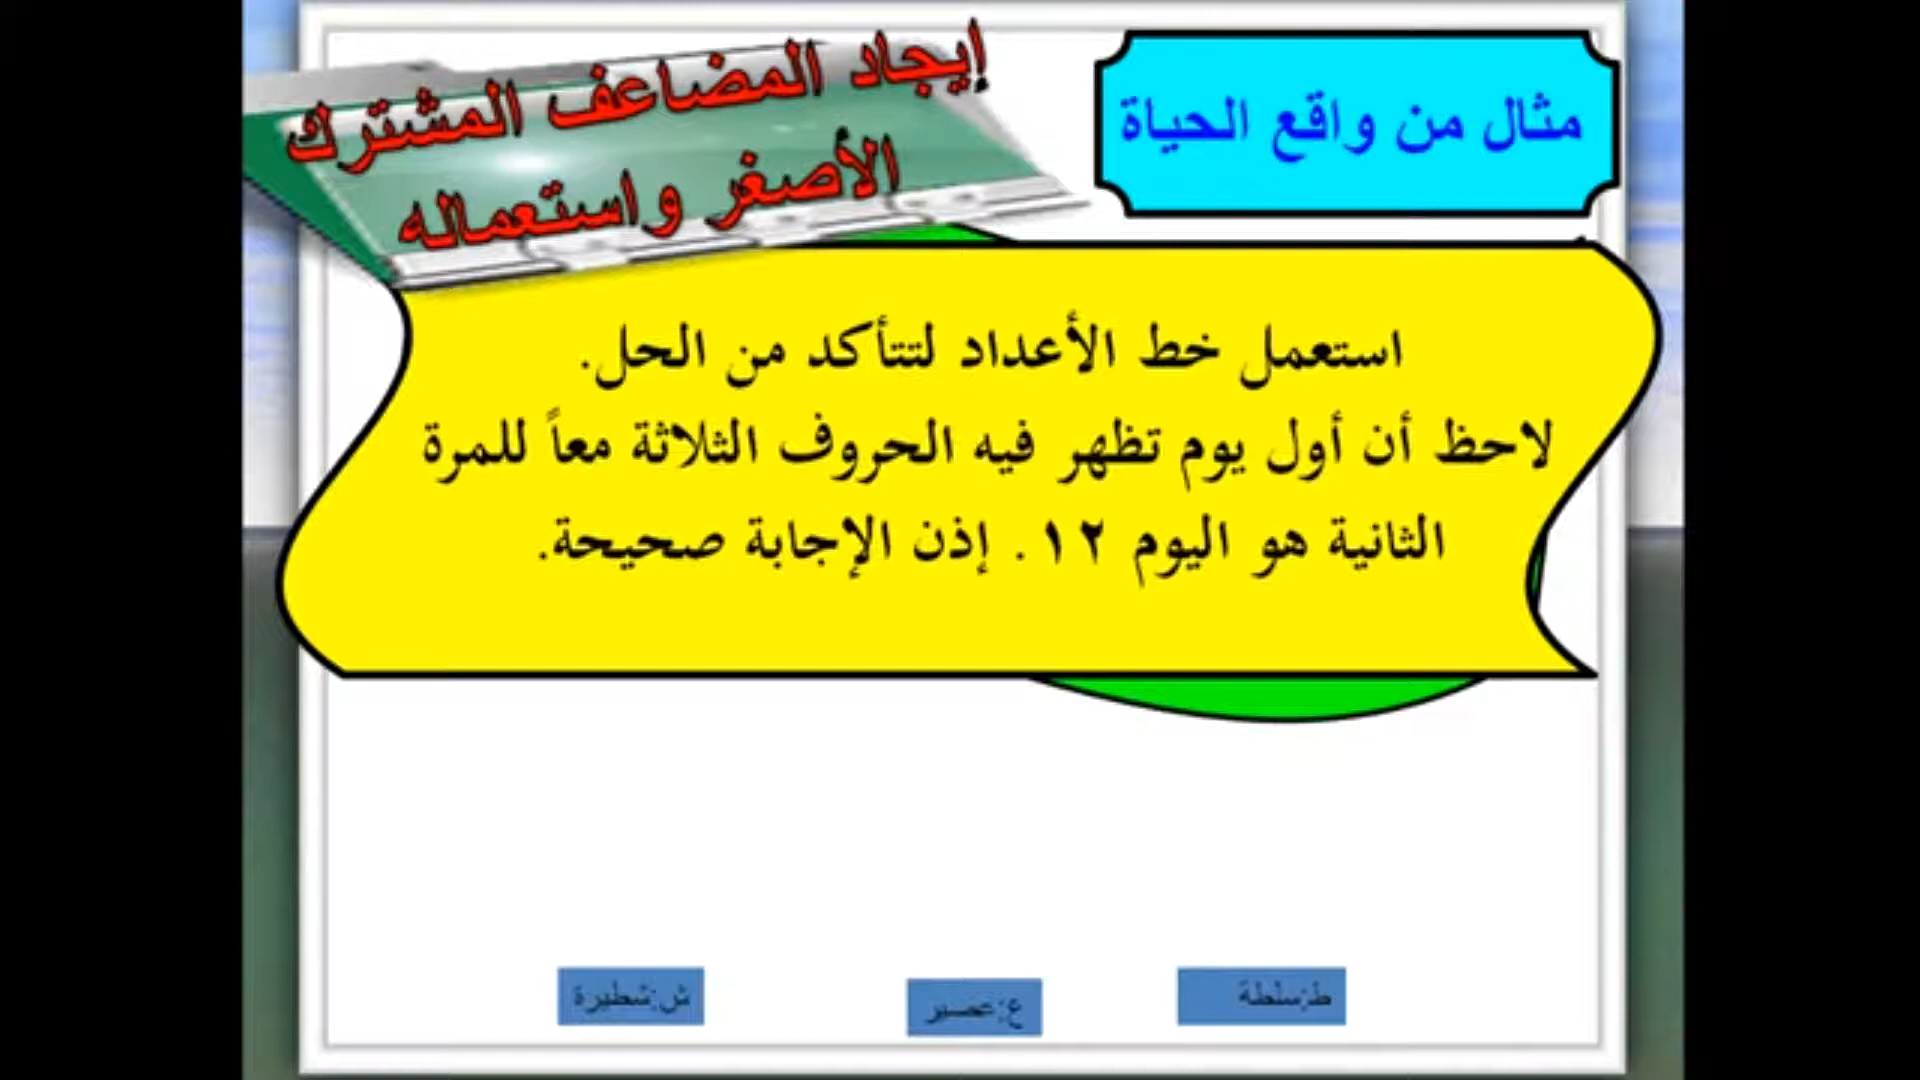 مثال من واقع الحياة
إيجاد المضاعف المشترك
الأصغر واستعماله
استعمل خط الأعداد لتتأكد من الحل.
لاحظ أن أول يوم تظهر فيه الحروف الثلاثة معاً للمرة
الثانية هو اليوم ١٢. إذن الإجابة صحيحة.
ط:سلطة
ع:عصير
ش:شطيرة